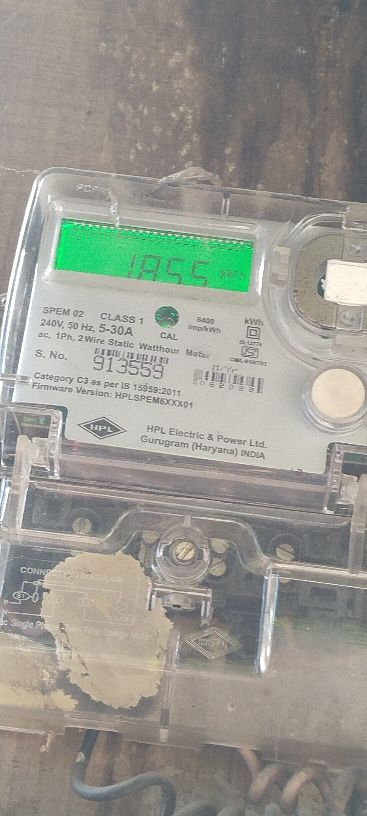 1855 kWh
SPEM 02 CLASS 1 6400 kWh
240V, 50 Hz, 5-30A CAL imp/kWh
ac, 1Ph, 2 Wire Static Watthour Meter
S. No. 913559
Category C3 as per IS 15959:2011
Firmware Version: HPLSPEM6XXX01
HPL
HPL Electric & Power Ltd.
Gurugram (Haryana) INDIA